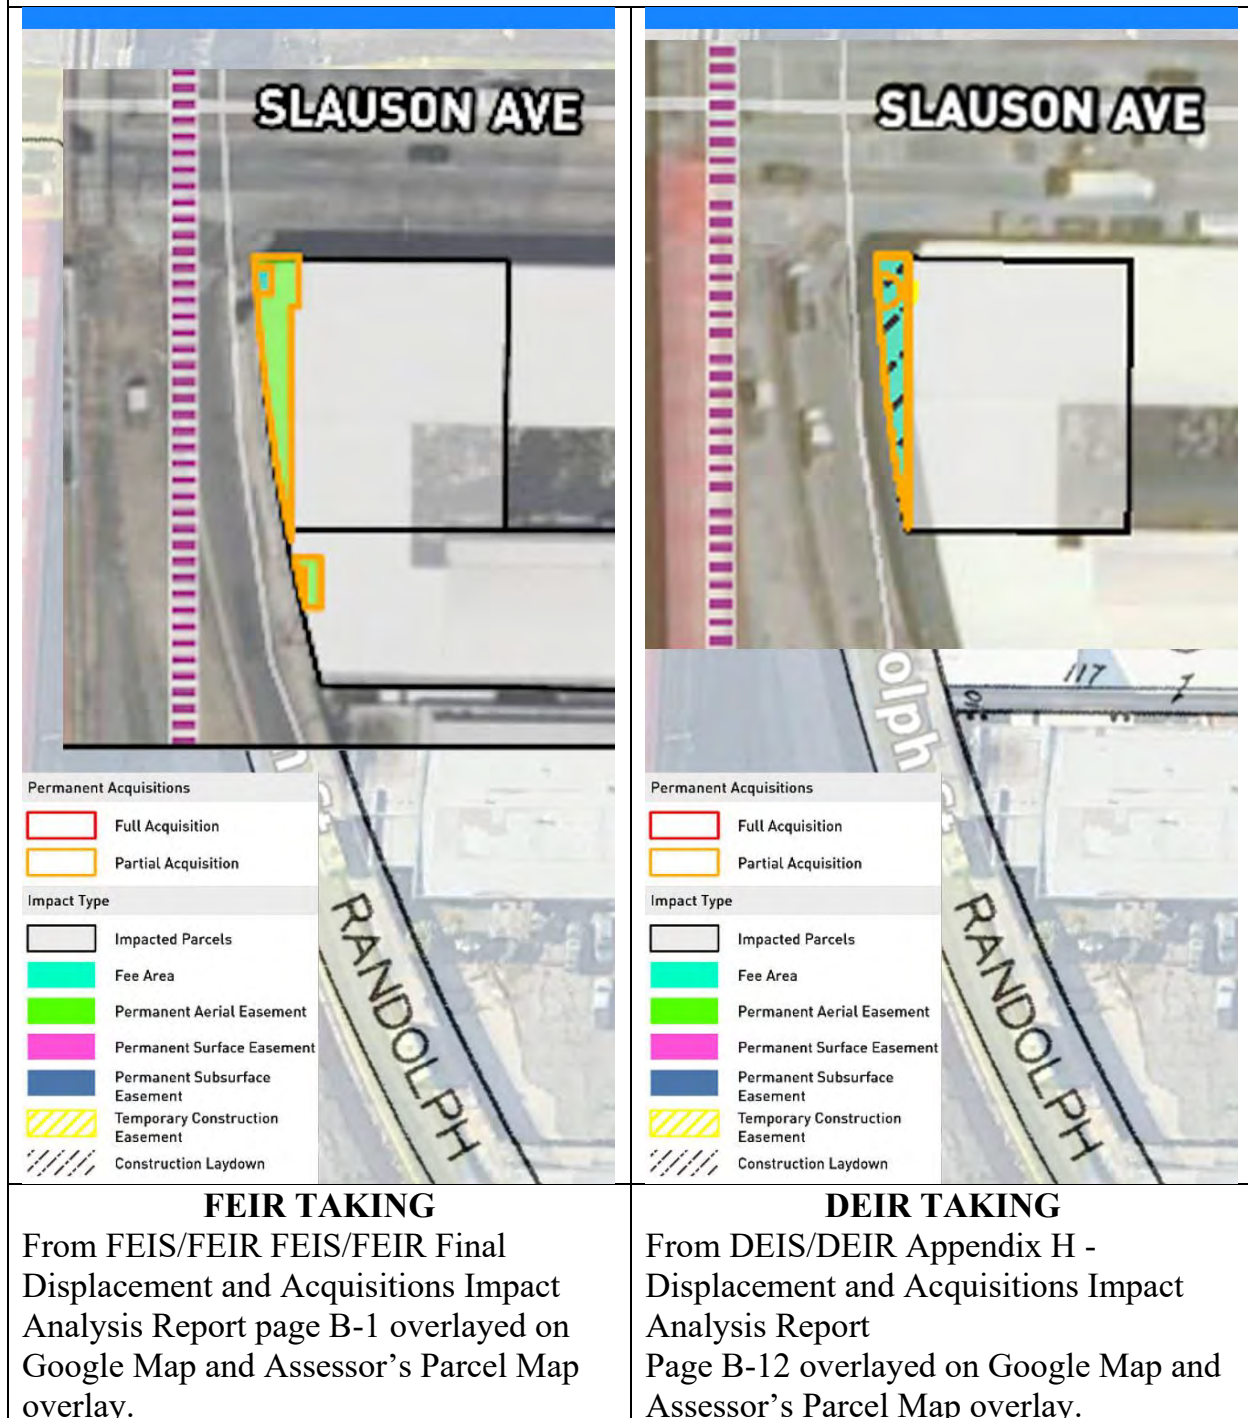 SLAUSON AVE
Permanent Acquisitions
Full Acquisition
Partial Acquisition
Impact Type
Impacted Parcels
Fee Area
Permanent Aerial Easement
Permanent Surface Easement
Permanent Subsurface
Easement
Temporary Construction
Easement
Construction Laydown
RANDOLPH
FEIR TAKING
From FEIS/FEIR FEIS/FEIR Final
Displacement and Acquisitions Impact
Analysis Report page B-1 overlayed on
Google Map and Assessor’s Parcel Map
overlay.
SLAUSON AVE
olph
117
Permanent Acquisitions
Full Acquisition
Partial Acquisition
Impact Type
Impacted Parcels
Fee Area
Permanent Aerial Easement
Permanent Surface Easement
Permanent Subsurface
Easement
Temporary Construction
Easement
Construction Laydown
RANDOLPH
DEIR TAKING
From DEIS/DEIR Appendix H -
Displacement and Acquisitions Impact
Analysis Report
Page B-12 overlayed on Google Map and
Assessor’s Parcel Map overlay.